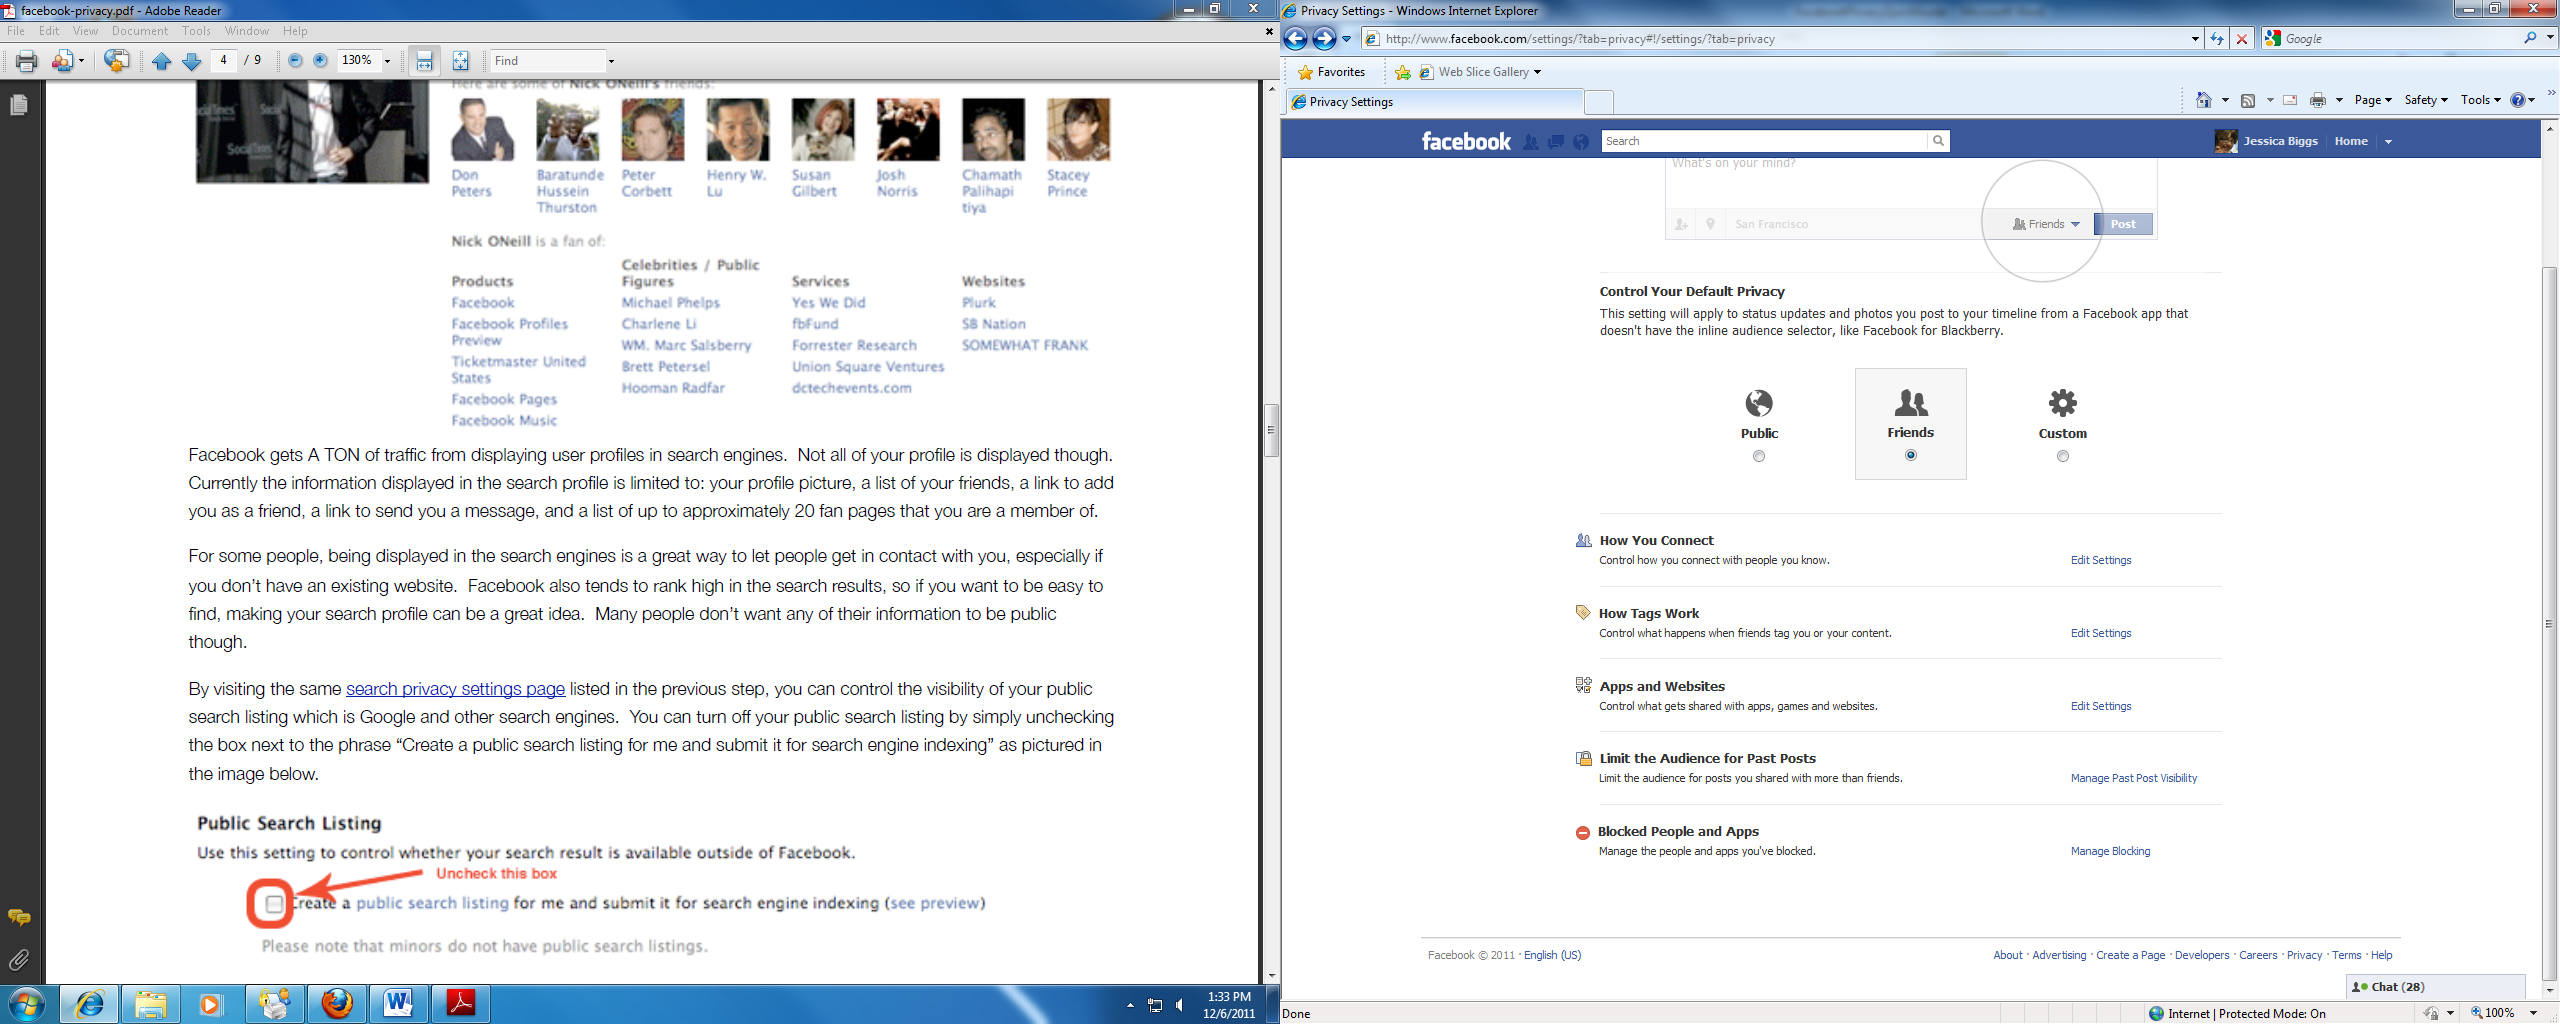 facebook-privacy.pdf - Adobe Reader
File Edit View Document Tools Window Help
4 / 9 130% Find
Here are some of Nick ONeill's friends:
SocialTimes
Social
Social
Don Peters
Baratunde Hussein Thurston
Peter Corbett
Henry W. Lu
Susan Gilbert
Josh Norris
Chamath Palihapi tiya
Stacey Prince
Nick ONeill is a fan of:
Products
Facebook
Facebook Profiles
Preview
Ticketmaster United
States
Facebook Pages
Facebook Music
Celebrities / Public
Figures
Michael Phelps
Charlene Li
WM. Marc Salsberry
Brett Petersel
Hooman Radfar
Services
Yes We Did
fbFund
Forrester Research
Union Square Ventures
dctechevents.com
Websites
Plurk
SB Nation
SOMEWHAT FRANK
Facebook gets A TON of traffic from displaying user profiles in search engines. Not all of your profile is displayed though.
Currently the information displayed in the search profile is limited to: your profile picture, a list of your friends, a link to add
you as a friend, a link to send you a message, and a list of up to approximately 20 fan pages that you are a member of.
For some people, being displayed in the search engines is a great way to let people get in contact with you, especially if
you don't have an existing website. Facebook also tends to rank high in the search results, so if you want to be easy to
find, making your search profile can be a great idea. Many people don't want any of their information to be public
though.
By visiting the same search privacy settings page listed in the previous step, you can control the visibility of your public
search listing which is Google and other search engines. You can turn off your public search listing by simply unchecking
the box next to the phrase “Create a public search listing for me and submit it for search engine indexing” as pictured in
the image below.
Public Search Listing
Use this setting to control whether your search result is available outside of Facebook.
Uncheck this box
Create a public search listing for me and submit it for search engine indexing (see preview)
Please note that minors do not have public search listings.
1:33 PM
12/6/2011
Privacy Settings - Windows Internet Explorer
http://www.facebook.com/settings/?tab=privacy#!/settings/?tab=privacy
Google
Favorites Web Slice Gallery
Privacy Settings
Page Safety Tools
facebook Search Jessica Biggs Home
What's on your mind?
San Francisco Friends Post
Control Your Default Privacy
This setting will apply to status updates and photos you post to your timeline from a Facebook app that
doesn't have the inline audience selector, like Facebook for Blackberry.
Public Friends Custom
How You Connect
Control how you connect with people you know. Edit Settings
How Tags Work
Control what happens when friends tag you or your content. Edit Settings
Apps and Websites
Control what gets shared with apps, games and websites. Edit Settings
Limit the Audience for Past Posts
Limit the audience for posts you shared with more than friends. Manage Past Post Visibility
Blocked People and Apps
Manage the people and apps you've blocked. Manage Blocking
Facebook © 2011 · English (US)
About · Advertising · Create a Page · Developers · Careers · Privacy · Terms · Help
Chat (28)
Done Internet | Protected Mode: On 100%